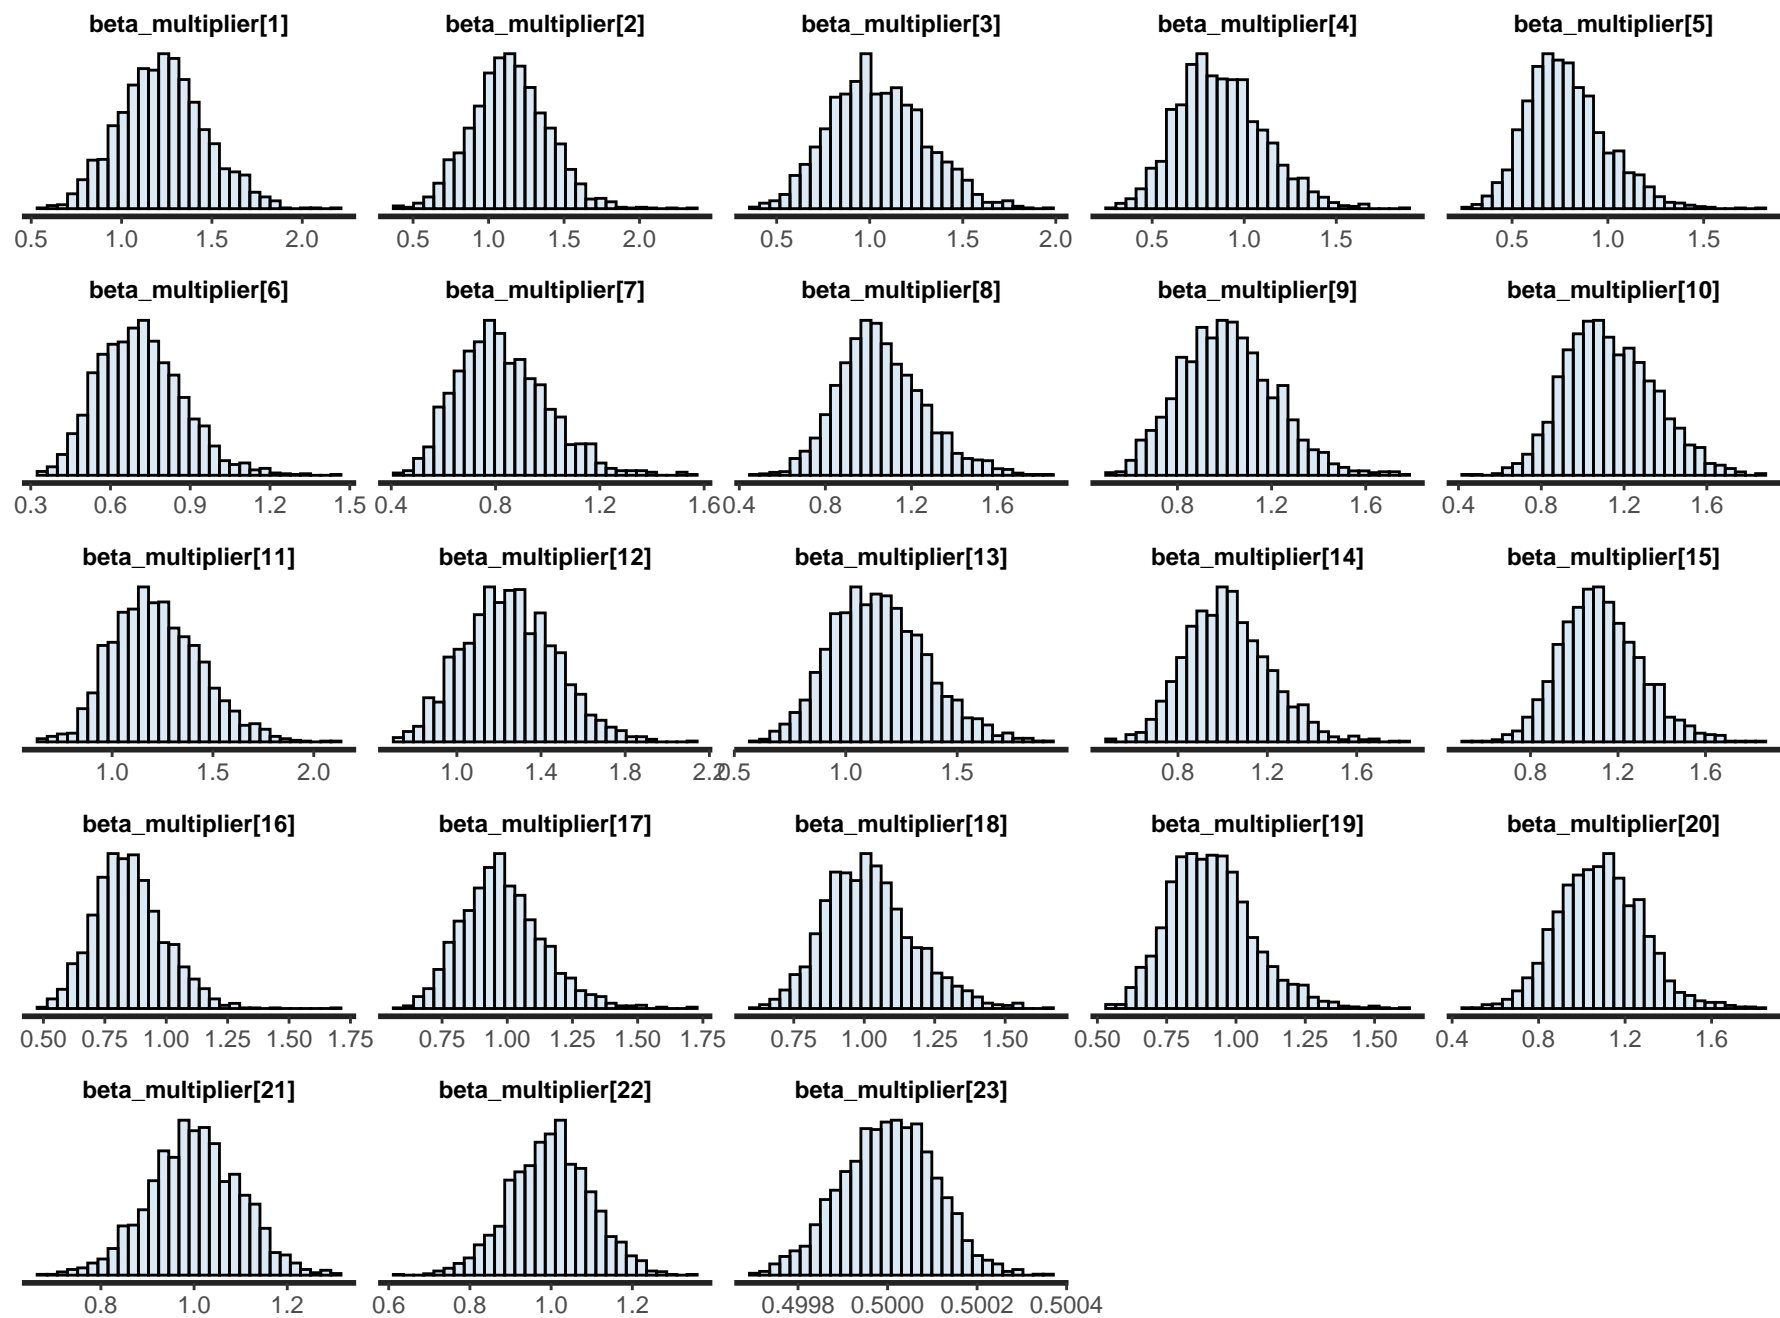 beta_multiplier[1] beta_multiplier[2] beta_multiplier[3] beta_multiplier[4] beta_multiplier[5]
0.5 1.0 1.5 2.0 0.5 1.0 1.5 2.0 0.5 1.0 1.5 2.0 0.5 1.0 1.5 0.5 1.0 1.5
beta_multiplier[6] beta_multiplier[7] beta_multiplier[8] beta_multiplier[9] beta_multiplier[10]
0.3 0.6 0.9 1.2 1.5 0.4 0.8 1.2 1.6 0.4 0.8 1.2 1.6 0.8 1.2 1.6 0.4 0.8 1.2 1.6
beta_multiplier[11] beta_multiplier[12] beta_multiplier[13] beta_multiplier[14] beta_multiplier[15]
1.0 1.5 2.0 1.0 1.4 1.8 2.2 0.5 1.0 1.5 0.8 1.2 1.6 0.8 1.2 1.6
beta_multiplier[16] beta_multiplier[17] beta_multiplier[18] beta_multiplier[19] beta_multiplier[20]
0.50 0.75 1.00 1.25 1.50 1.75 0.75 1.00 1.25 1.50 1.75 0.75 1.00 1.25 1.50 0.50 0.75 1.00 1.25 1.50 0.4 0.8 1.2 1.6
beta_multiplier[21] beta_multiplier[22] beta_multiplier[23]
0.8 1.0 1.2 0.6 0.8 1.0 1.2 0.4998 0.5000 0.5002 0.5004